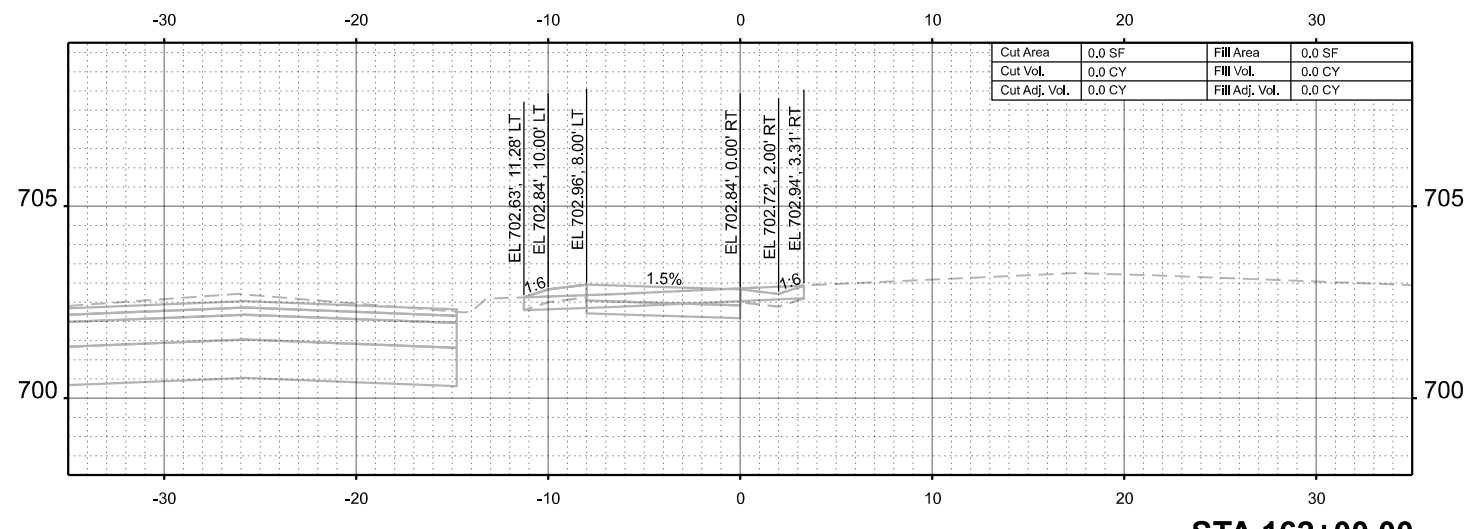 -30 -20 -10 0 10 20 30
Cut Area 0.0 SF Fill Area 0.0 SF
Cut Vol. 0.0 CY Fill Vol. 0.0 CY
Cut Adj. Vol. 0.0 CY Fill Adj. Vol. 0.0 CY
EL 702.63', 11.28' LT
EL 702.84', 10.00' LT
EL 702.96', 8.00' LT
EL 702.84', 0.00' RT
EL 702.72', 2.00' RT
EL 702.94', 3.31' RT
705 705
1:6 1.5% 1:6
700 700
-30 -20 -10 0 10 20 30